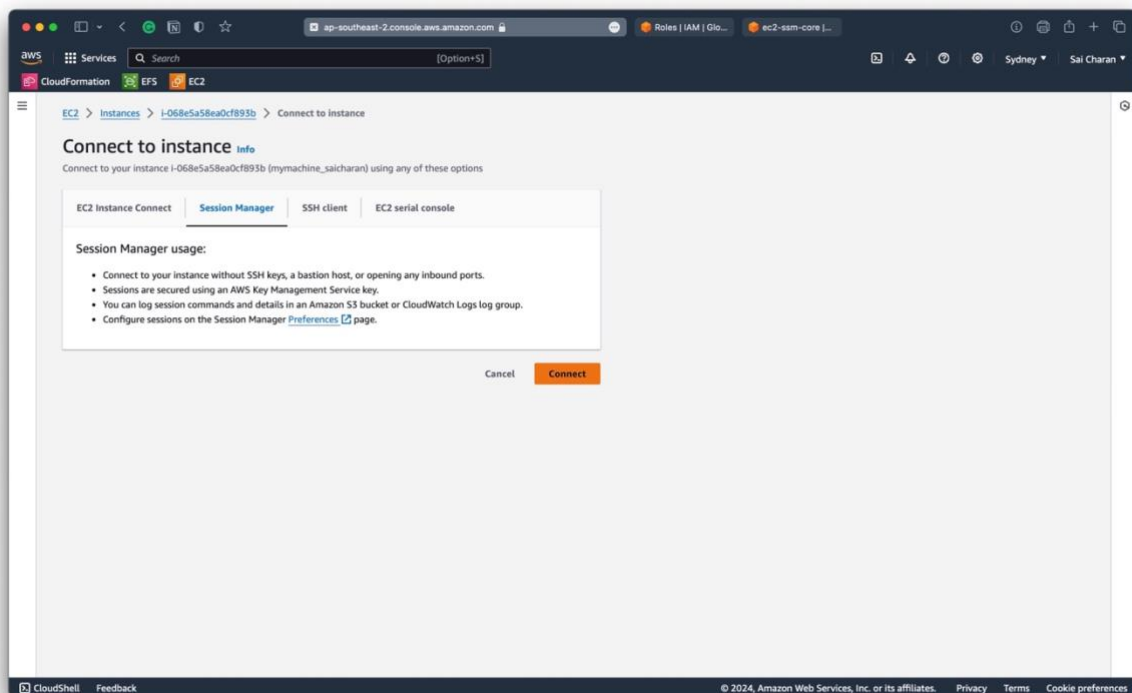 ap-southeast-2.console.aws.amazon.com
Roles | IAM | Glo...
ec2-ssm-core |...
aws
Services
Search
[Option+S]
Sydney
Sai Charan
CloudFormation
EFS
EC2
EC2 > Instances > i-068e5a58ea0cf893b > Connect to instance
Connect to instance Info
Connect to your instance i-068e5a58ea0cf893b (mymachine_saicharan) using any of these options
EC2 Instance Connect
Session Manager
SSH client
EC2 serial console
Session Manager usage:
• Connect to your instance without SSH keys, a bastion host, or opening any inbound ports.
• Sessions are secured using an AWS Key Management Service key.
• You can log session commands and details in an Amazon S3 bucket or CloudWatch Logs log group.
• Configure sessions on the Session Manager Preferences page.
Cancel
Connect
CloudShell
Feedback
© 2024, Amazon Web Services, Inc. or its affiliates.
Privacy
Terms
Cookie preferences